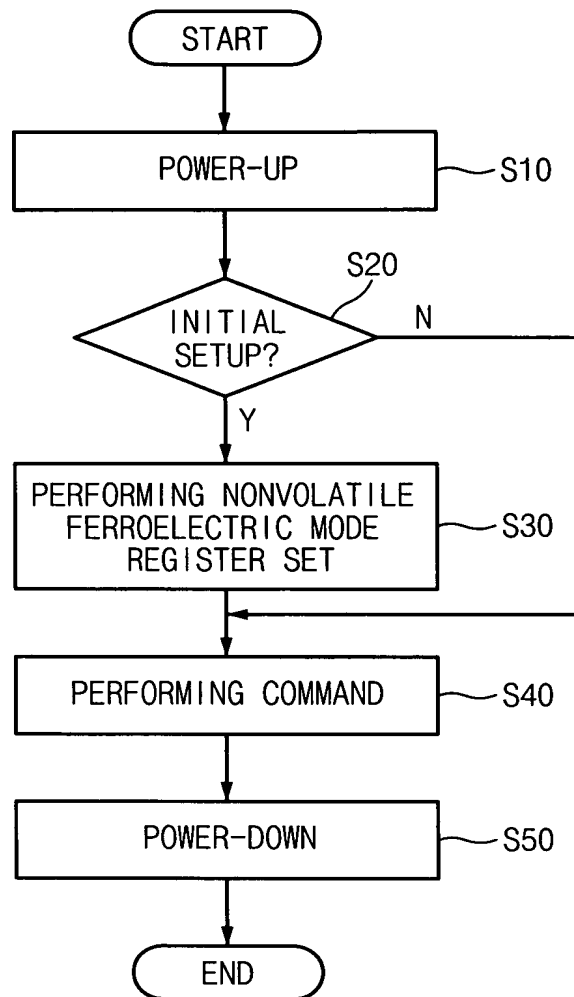 START
POWER-UP
S10
S20
INITIAL
SETUP?
N
Y
PERFORMING NONVOLATILE
FERROELECTRIC MODE
REGISTER SET
S30
PERFORMING COMMAND
S40
POWER-DOWN
S50
END